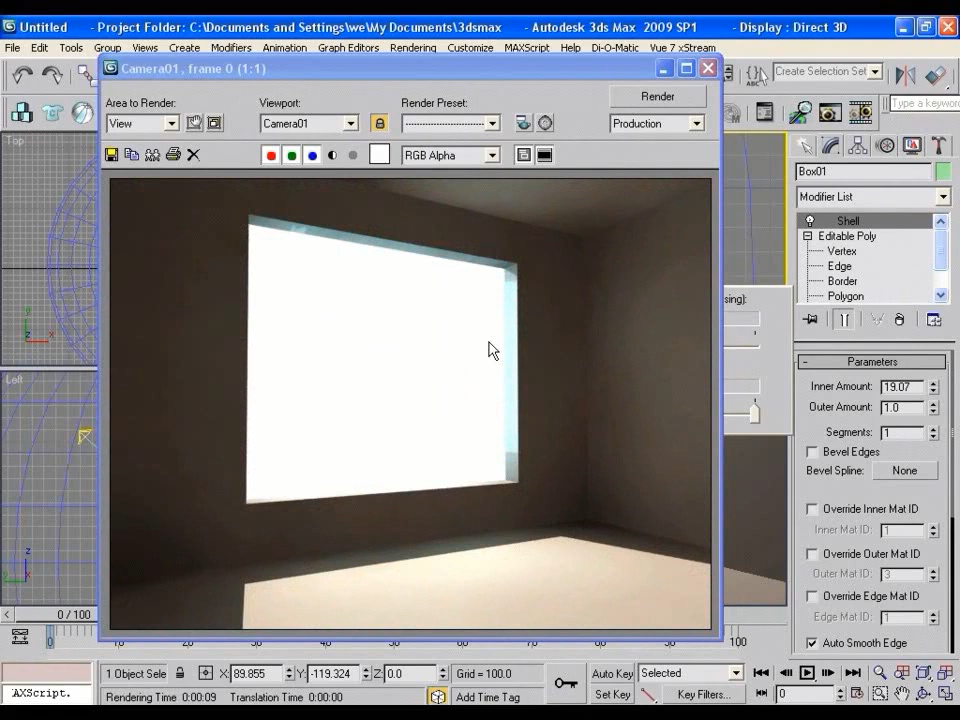 Untitled - Project Folder: C:\Documents and Settings\we\My Documents\3dsmax - Autodesk 3ds Max 2009 SP1 - Display : Direct 3D
File Edit Tools Group Views Create Modifiers Animation Graph Editors Rendering Customize MAXScript Help Di-O-Matic Vue 7 xStream
Camera01, frame 0 (1:1)
Create Selection Set
ABC
Type a keyword
Area to Render: Viewport: Render Preset: Render
View Camera01 Production
RGB Alpha
Top
Box01
Modifier List
Shell
Editable Poly
Vertex
Edge
Border
Polygon
sing):
Parameters
Left
Inner Amount: 19.07
Outer Amount: 1.0
Segments: 1
Bevel Edges
Bevel Spline: None
Override Inner Mat ID
Inner Mat ID: 1
Override Outer Mat ID
Outer Mat ID: 3
Override Edge Mat ID
Edge Mat ID: 1
Auto Smooth Edge
z
x
y
0 / 100
0 100
1 Object Sele X: 89.855 Y: -119.324 Z: 0.0 Grid = 100.0 Auto Key Selected
'AXScript. Rendering Time 0:00:09 Translation Time 0:00:00 Add Time Tag Set Key Key Filters... 0